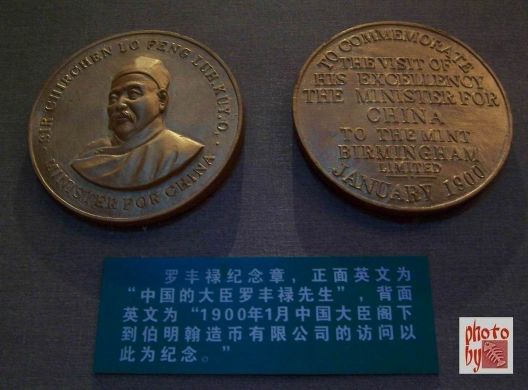 SIR CHIHCHEN LO FENG LUH.K.C.V.O.
MINISTER FOR CHINA
TO COMMEMORATE
THE VISIT OF
HIS EXCELLENCY
THE MINISTER FOR
CHINA
TO THE MINT
BIRMINGHAM
LIMITED
JANUARY 1900
罗丰禄纪念章，正面英文为
“中国的大臣罗丰禄先生”，背面
英文为“1900年1月中国大臣阁下
到伯明翰造币有限公司的访问以
此为纪念。”
photo
by